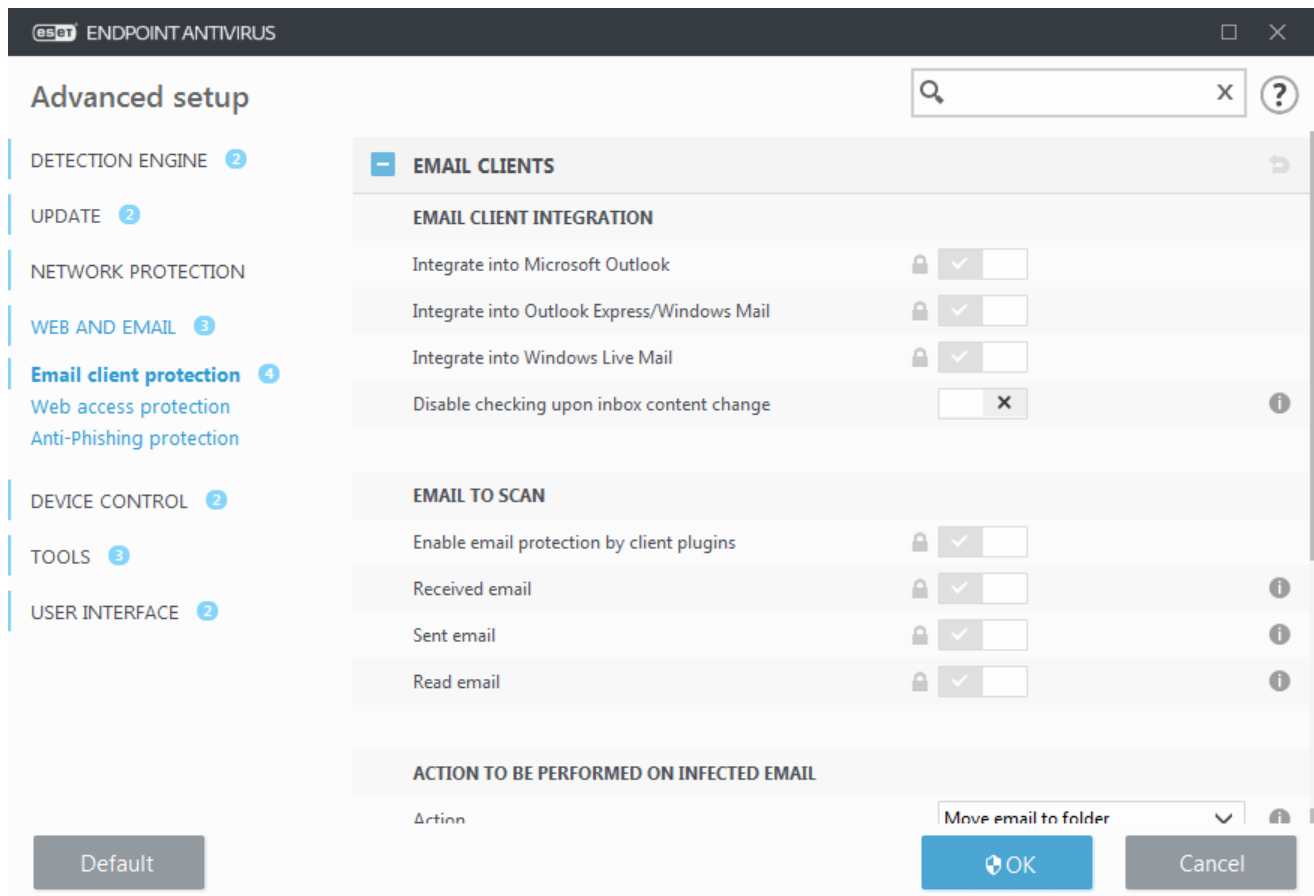 eset ENDPOINT ANTIVIRUS
Advanced setup
x
?
DETECTION ENGINE 2
UPDATE 2
NETWORK PROTECTION
WEB AND EMAIL 3
Email client protection 4
Web access protection
Anti-Phishing protection
DEVICE CONTROL 2
TOOLS 3
USER INTERFACE 2
EMAIL CLIENTS
EMAIL CLIENT INTEGRATION
Integrate into Microsoft Outlook
Integrate into Outlook Express/Windows Mail
Integrate into Windows Live Mail
Disable checking upon inbox content change
EMAIL TO SCAN
Enable email protection by client plugins
Received email
Sent email
Read email
ACTION TO BE PERFORMED ON INFECTED EMAIL
Action Move email to folder
Default
OK
Cancel